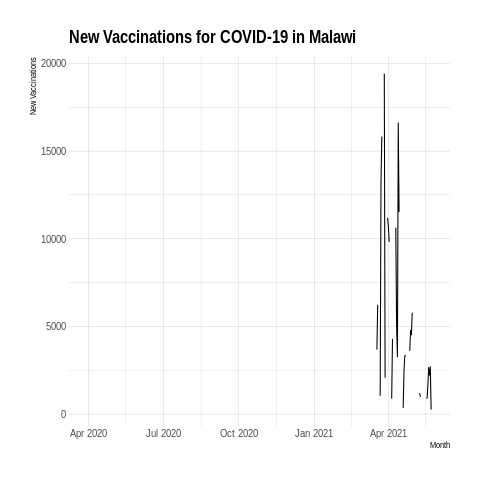 New Vaccinations for COVID-19 in Malawi
New Vaccinations
20000
15000
10000
5000
0
Apr 2020 Jul 2020 Oct 2020 Jan 2021 Apr 2021
Month